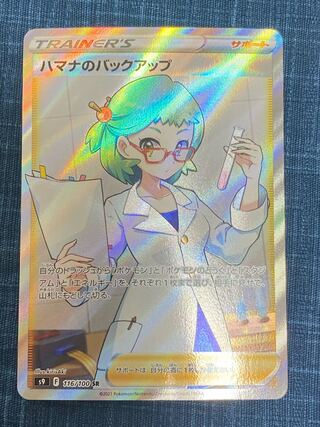 TRAINER'S
サポート
ハマナのバックアップ
自分のトラッシュから「ポケモン」と「ポケモンのどうぐ」と「スタジアム」と「エネルギー」を、それぞれ1枚まで選び、相手に見せて、山札にもどして切る。
s9 F 116/100 SR
サポートは、自分の番に1枚しか使えない。
©2021 Pokémon/Nintendo/Creatures/GAME FREAK.